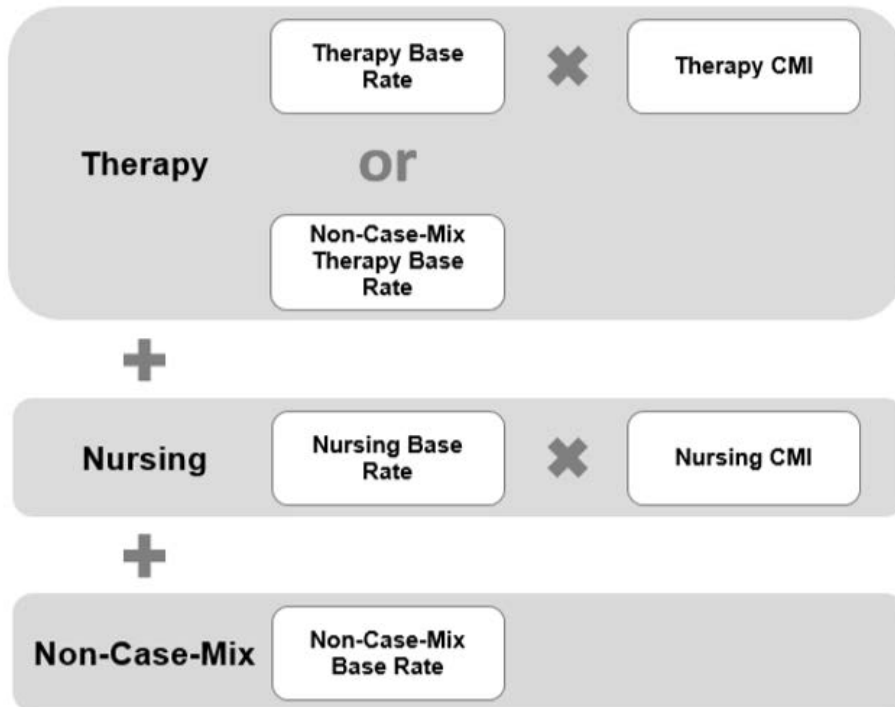 Therapy Base
Rate
Therapy CMI
Therapy
or
Non-Case-Mix
Therapy Base
Rate
Nursing
Nursing Base
Rate
Nursing CMI
Non-Case-Mix
Non-Case-Mix
Base Rate